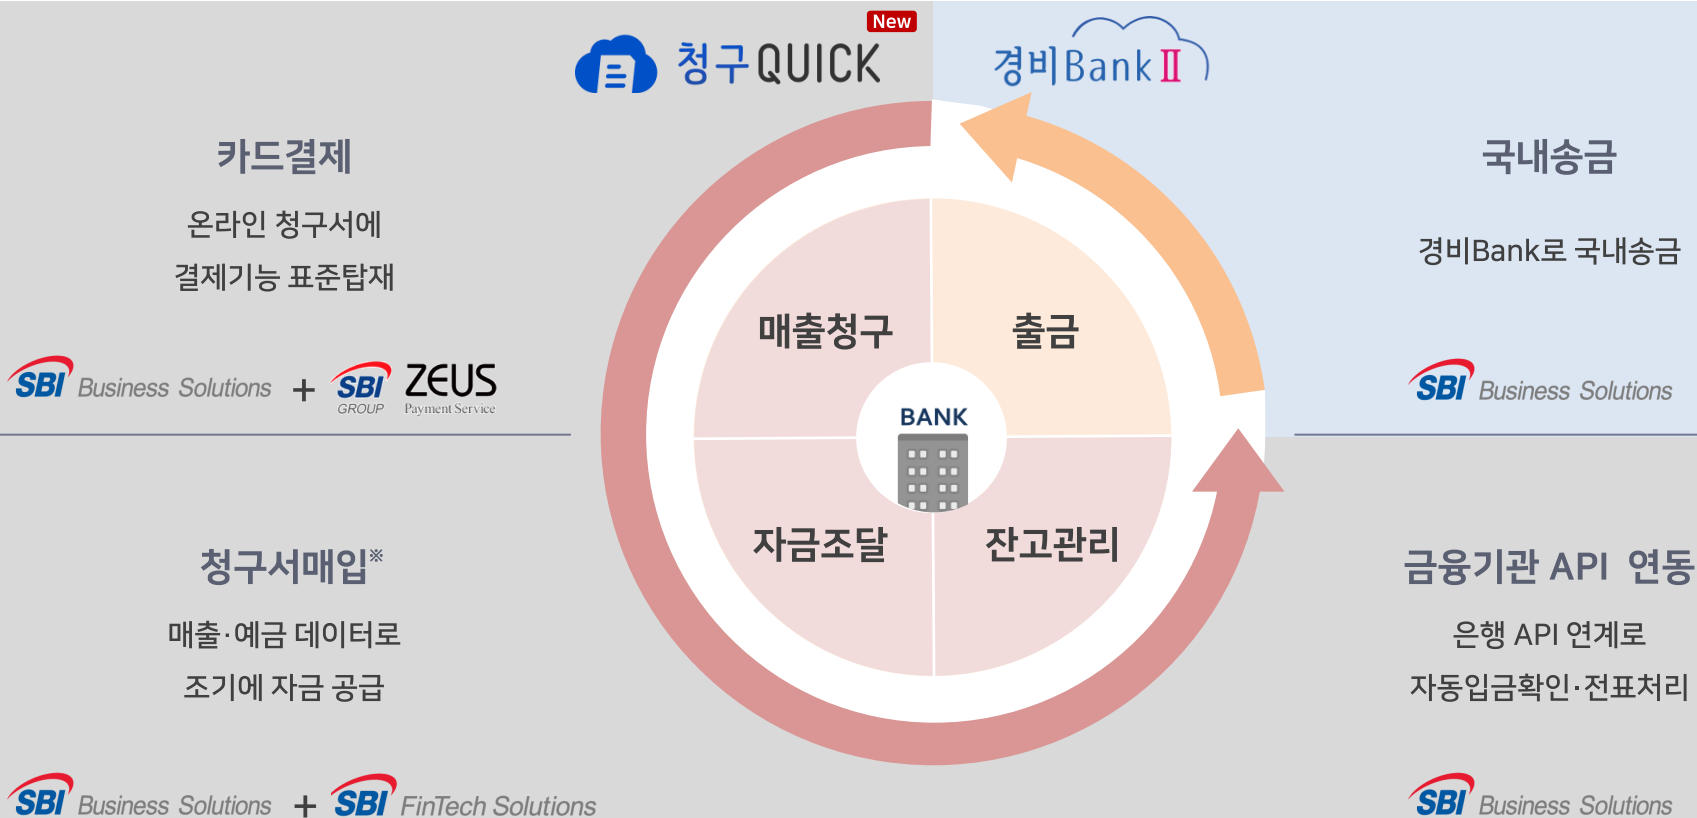 New
청구QUICK
경비BankⅡ
카드결제
온라인 청구서에
결제기능 표준탑재
SBI Business Solutions + SBI GROUP ZEUS Payment Service
국내송금
경비Bank로 국내송금
SBI Business Solutions
매출청구
출금
BANK
자금조달
잔고관리
청구서매입※
매출·예금 데이터로
조기에 자금 공급
SBI Business Solutions + SBI FinTech Solutions
금융기관 API 연동
은행 API 연계로
자동입금확인·전표처리
SBI Business Solutions